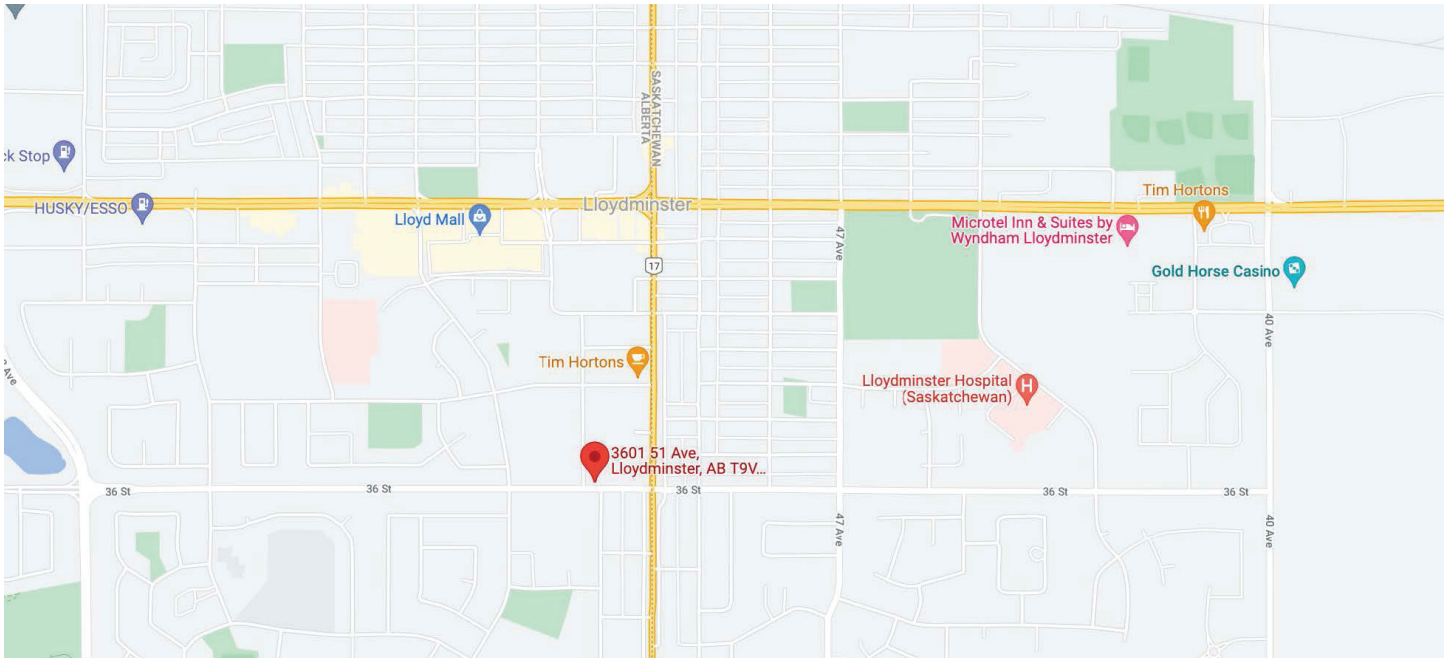 SASKATCHEWAN
ALBERTA
ck Stop
HUSKY/ESSO
Lloyd Mall
Lloydminster
Tim Hortons
Microtel Inn & Suites by
Wyndham Lloydminster
47 Ave
17
Gold Horse Casino
40 Ave
Ave
Tim Hortons
Lloydminster Hospital
(Saskatchewan)
H
3601 51 Ave,
Lloydminster, AB T9V...
36 St
36 St
36 St
36 St
36 St
47 Ave
40 Ave